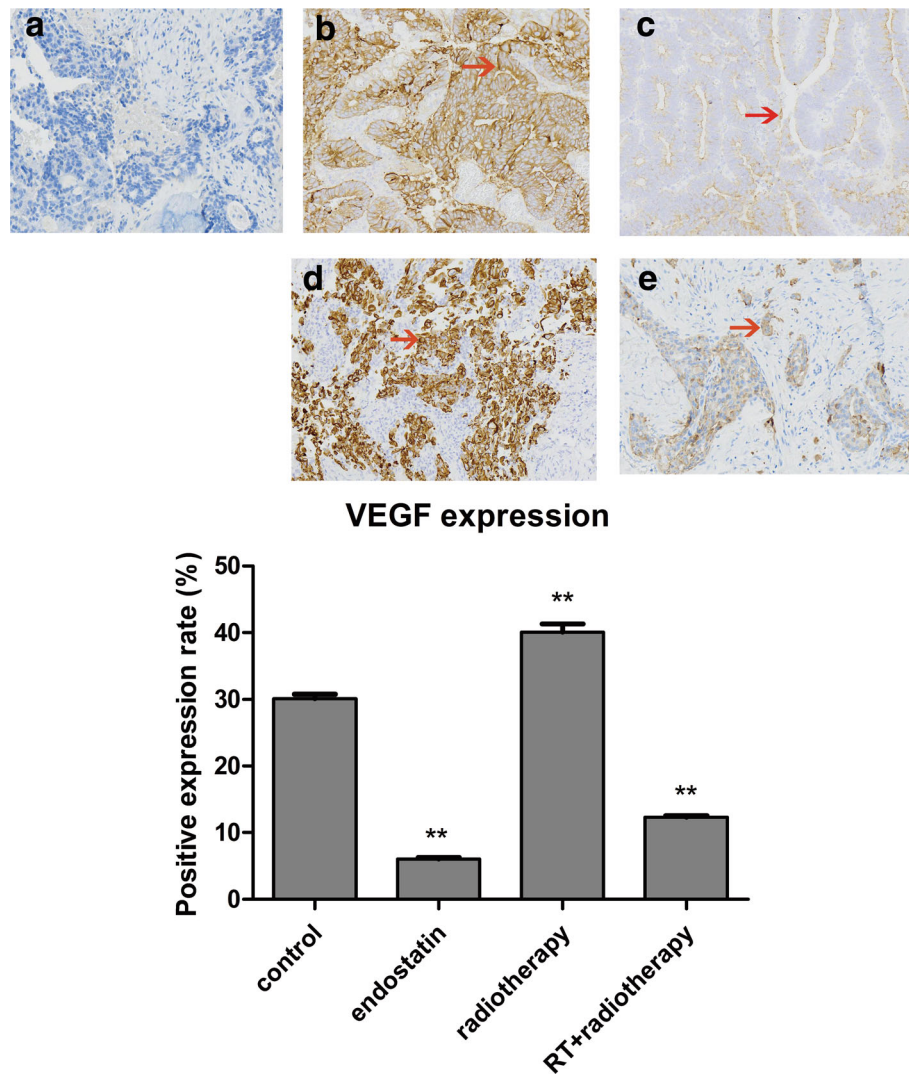 a
b
c
d
e
VEGF expression
Positive expression rate (%)
50
40
30
20
10
0
**
**
**
control
endostatin
radiotherapy
RT+radiotherapy